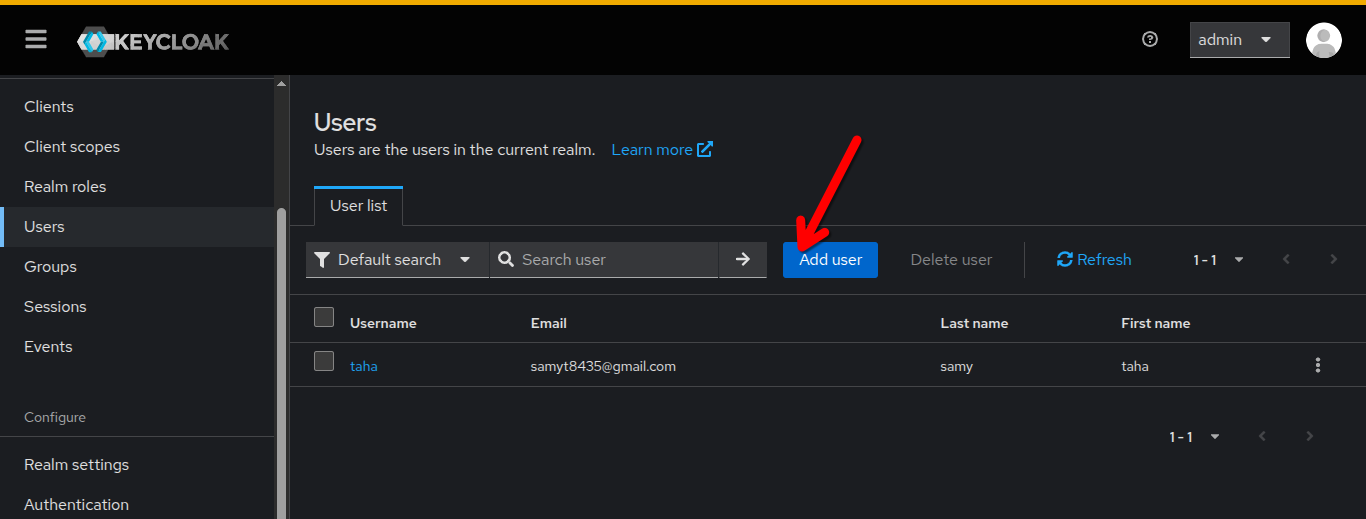 KEYCLOAK
admin
Clients
Client scopes
Realm roles
Users
Groups
Sessions
Events
Configure
Realm settings
Authentication
Users
Users are the users in the current realm. Learn more
User list
Default search Search user Add user Delete user Refresh 1 - 1
Username Email Last name First name
taha samyt8435@gmail.com samy taha
1 - 1